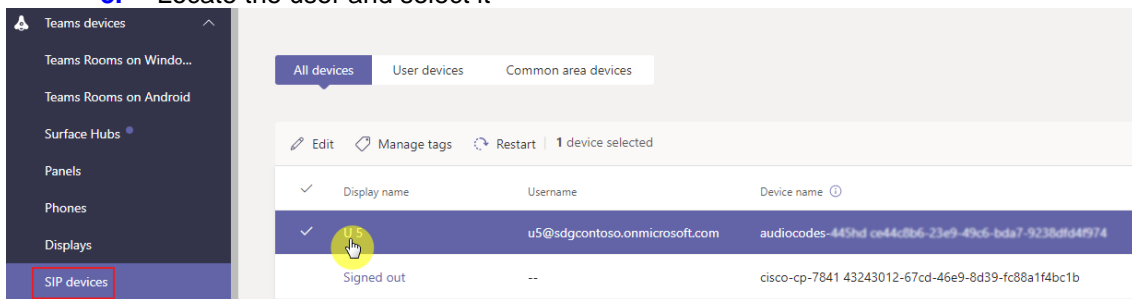 Locate the user and select it
Teams devices
Teams Rooms on Windo...
Teams Rooms on Android
Surface Hubs
Panels
Phones
Displays
SIP devices
All devices User devices Common area devices
Edit Manage tags Restart 1 device selected
Display name Username Device name
U 5 u5@sdgcontoso.onmicrosoft.com audiocodes-445hd ce44c8b6-23e9-49c6-bda7-9238dfd4f974
Signed out -- cisco-cp-7841 43243012-67cd-46e9-8d39-fc88a1f4bc1b